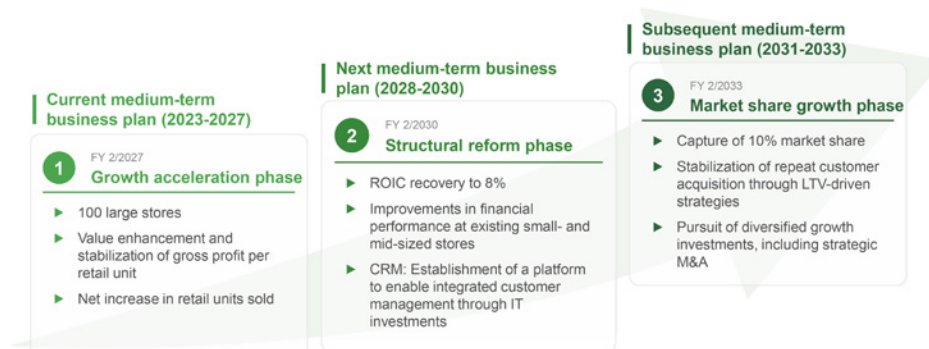 Current medium-term
business plan (2023-2027)
1
FY 2/2027
Growth acceleration phase
100 large stores
Value enhancement and
stabilization of gross profit per
retail unit
Net increase in retail units sold
Next medium-term business
plan (2028-2030)
2
FY 2/2030
Structural reform phase
ROIC recovery to 8%
Improvements in financial
performance at existing small- and
mid-sized stores
CRM: Establishment of a platform
to enable integrated customer
management through IT
investments
Subsequent medium-term
business plan (2031-2033)
3
FY 2/2033
Market share growth phase
Capture of 10% market share
Stabilization of repeat customer
acquisition through LTV-driven
strategies
Pursuit of diversified growth
investments, including strategic
M&A